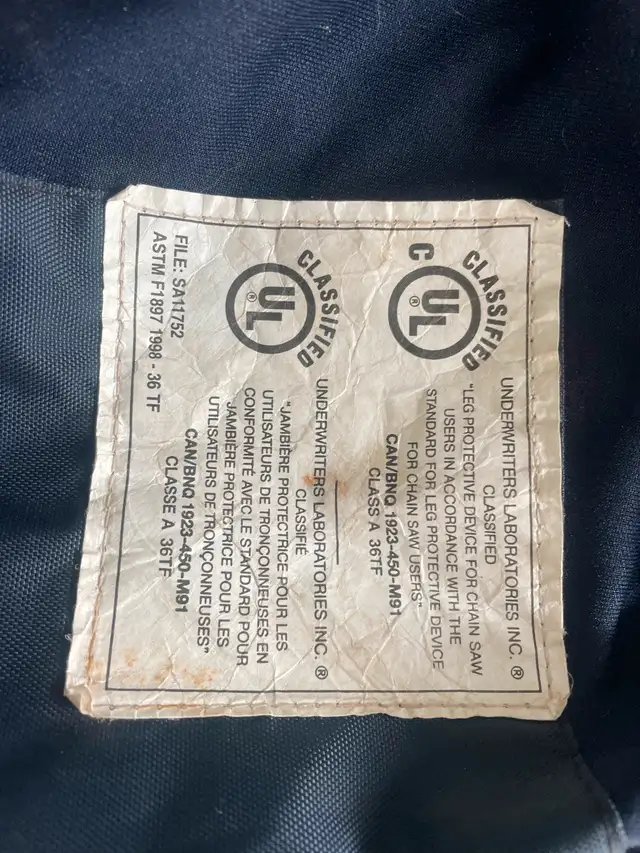 CLASSIFIED
C UL ®
UNDERWRITERS LABORATORIES INC. ®
CLASSIFIED
"LEG PROTECTIVE DEVICE FOR CHAIN SAW
USERS IN ACCORDANCE WITH THE
STANDARD FOR LEG PROTECTIVE DEVICE
FOR CHAIN SAW USERS"
CAN/BNQ 1923-450-M91
CLASS A 36TF
CLASSIFIED
UL ®
UNDERWRITERS LABORATORIES INC. ®
CLASSIFIÉ
"JAMBIÈRE PROTECTRICE POUR LES
UTILISATEURS DE TRONÇONNEUSES EN
CONFORMITÉ AVEC LE STANDARD POUR
JAMBIÈRE PROTECTRICE POUR LES
UTILISATEURS DE TRONÇONNEUSES"
CAN/BNQ 1923-450-M91
CLASSE A 36TF
FILE: SA11752
ASTM F1897 1998 - 36 TF